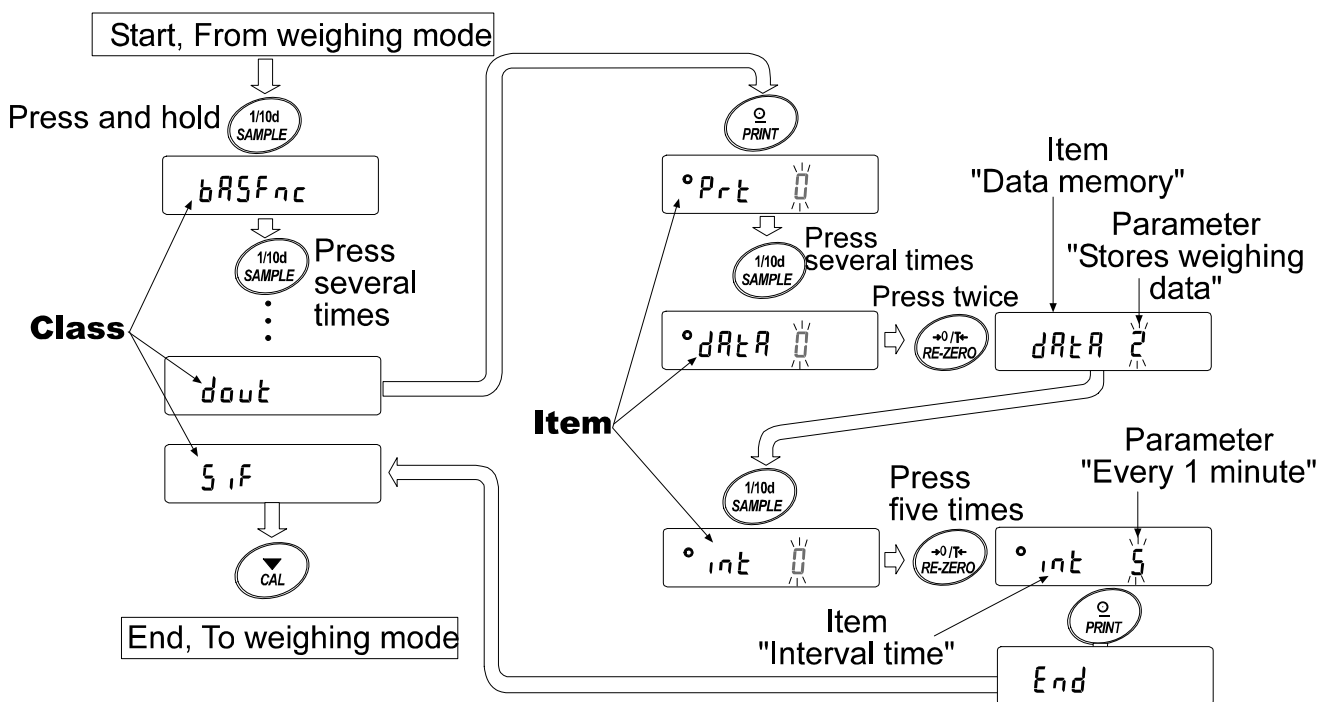 Start, From weighing mode
Press and hold
1/10d
SAMPLE
bASFnc
1/10d
SAMPLE
Press
several
times
Class
dout
S iF
CAL
End, To weighing mode
PRINT
Prt 0
1/10d
SAMPLE
Press
several times
Item
"Data memory"
Parameter
"Stores weighing
data"
Press twice
dAtA 0
→0/T←
RE-ZERO
dAtA 2
Item
1/10d
SAMPLE
Press
five times
Parameter
"Every 1 minute"
int 0
→0/T←
RE-ZERO
int 5
Item
"Interval time"
PRINT
End